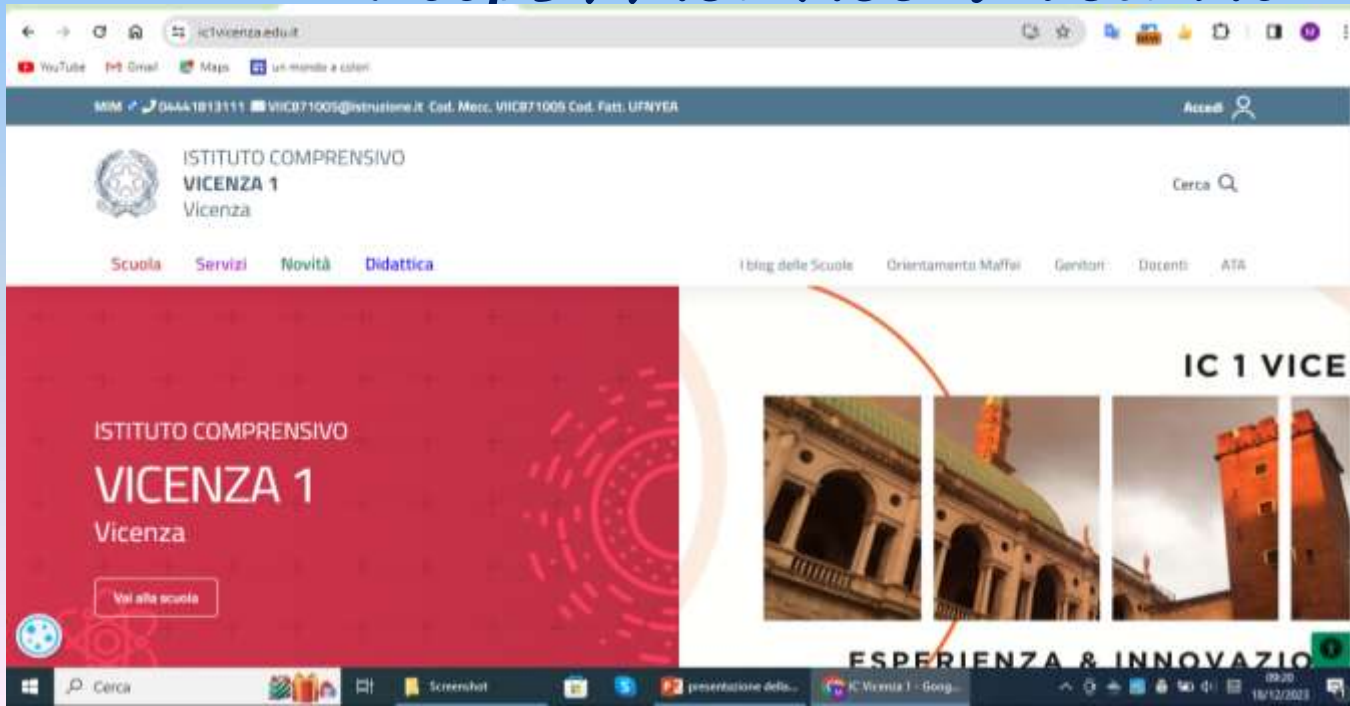 ic1vicenza.edu.it
YouTube Gmail Maps un mondo a colori
MIM 04441813111 VIIC871005@istruzione.it Cod. Mecc. VIIC871005 Cod. Fatt. UFNYEA
Accedi
ISTITUTO COMPRENSIVO
VICENZA 1
Vicenza
Cerca
Scuola Servizi Novità Didattica
I blog delle Scuole Orientamento Maffei Genitori Docenti ATA
ISTITUTO COMPRENSIVO
VICENZA 1
Vicenza
Vai alla scuola
IC 1 VICE
ESPERIENZA & INNOVAZIO
Cerca
Screenshot
presentazione della...
IC Vicenza 1 - Goog...
09:20
18/12/2023